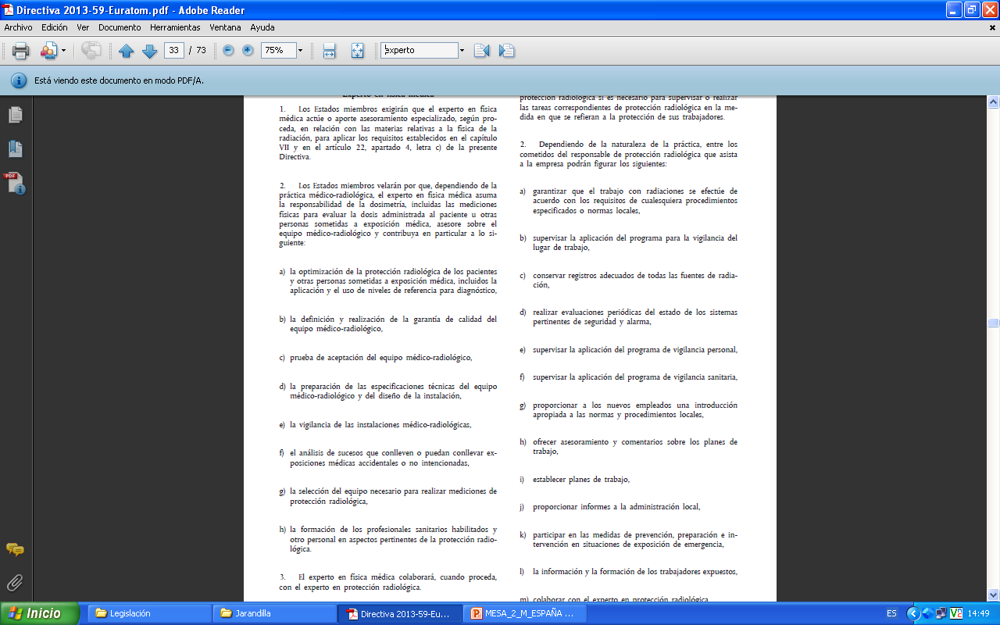 Directiva 2013-59-Euratom.pdf - Adobe Reader
Archivo Edición Ver Documento Herramientas Ventana Ayuda
33 / 73 75% experto
Está viendo este documento en modo PDF/A.
Experto en física médica
1. Los Estados miembros exigirán que el experto en física
médica actúe o aporte asesoramiento especializado, según pro-
ceda, en relación con las materias relativas a la física de la
radiación, para aplicar los requisitos establecidos en el capítulo
VII y en el artículo 22, apartado 4, letra c) de la presente
Directiva.
2. Los Estados miembros velarán por que, dependiendo de la
práctica médico-radiológica, el experto en física médica asuma
la responsabilidad de la dosimetría, incluidas las mediciones
físicas para evaluar la dosis administrada al paciente u otras
personas sometidas a exposición médica, asesore sobre el
equipo médico-radiológico y contribuya en particular a lo si-
guiente:
a) la optimización de la protección radiológica de los pacientes
y otras personas sometidas a exposición médica, incluidos la
aplicación y el uso de niveles de referencia para diagnóstico,
b) la definición y realización de la garantía de calidad del
equipo médico-radiológico,
c) prueba de aceptación del equipo médico-radiológico,
d) la preparación de las especificaciones técnicas del equipo
médico-radiológico y del diseño de la instalación,
e) la vigilancia de las instalaciones médico-radiológicas,
f) el análisis de sucesos que conlleven o puedan conllevar ex-
posiciones médicas accidentales o no intencionadas,
g) la selección del equipo necesario para realizar mediciones de
protección radiológica,
h) la formación de los profesionales sanitarios habilitados y
otro personal en aspectos pertinentes de la protección radio-
lógica.
3. El experto en física médica colaborará, cuando proceda,
con el experto en protección radiológica.
protección radiológica si es necesario para supervisar o realizar
las tareas correspondientes de protección radiológica en la me-
dida en que se refieran a la protección de sus trabajadores.
2. Dependiendo de la naturaleza de la práctica, entre los
cometidos del responsable de protección radiológica que asista
a la empresa podrán figurar los siguientes:
a) garantizar que el trabajo con radiaciones se efectúe de
acuerdo con los requisitos de cualesquiera procedimientos
especificados o normas locales,
b) supervisar la aplicación del programa para la vigilancia del
lugar de trabajo,
c) conservar registros adecuados de todas las fuentes de radia-
ción,
d) realizar evaluaciones periódicas del estado de los sistemas
pertinentes de seguridad y alarma,
e) supervisar la aplicación del programa de vigilancia personal,
f) supervisar la aplicación del programa de vigilancia sanitaria,
g) proporcionar a los nuevos empleados una introducción
apropiada a las normas y procedimientos locales,
h) ofrecer asesoramiento y comentarios sobre los planes de
trabajo,
i) establecer planes de trabajo,
j) proporcionar informes a la administración local,
k) participar en las medidas de prevención, preparación e in-
tervención en situaciones de exposición de emergencia,
l) la información y la formación de los trabajadores expuestos,
m) colaborar con el experto en protección radiológica
Inicio Legislación Jarandilla Directiva 2013-59-Eu... MESA_2_M_ESPAÑA ... ES 14:49